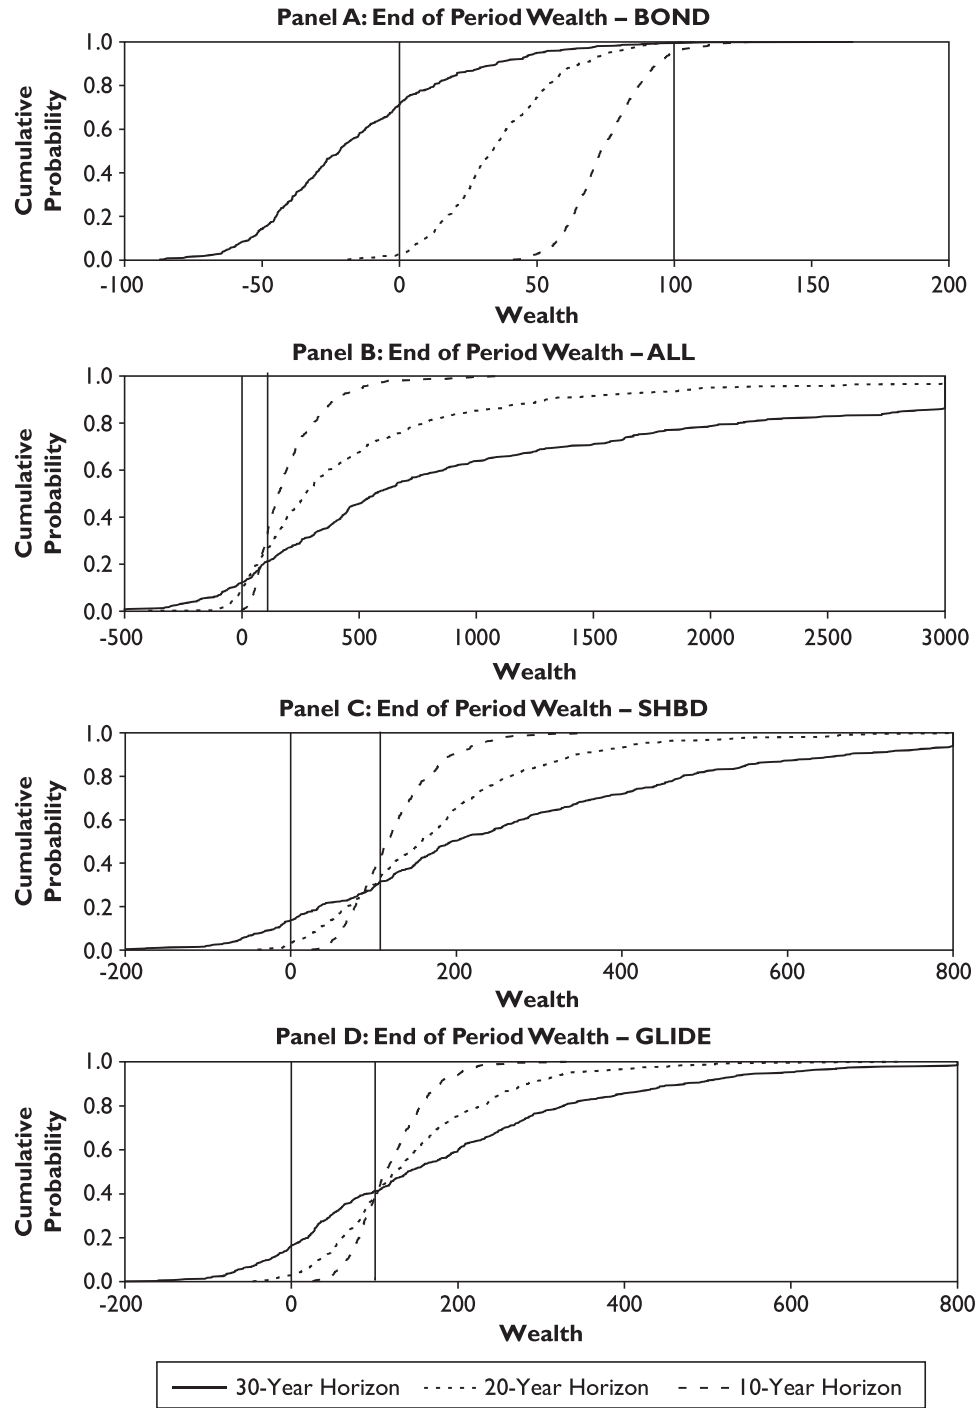 Panel A: End of Period Wealth – BOND
1.0
0.8
0.6
0.4
0.2
0.0
Cumulative
Probability
-100 -50 0 50 100 150 200
Wealth
Panel B: End of Period Wealth – ALL
1.0
0.8
0.6
0.4
0.2
0.0
Cumulative
Probability
-500 0 500 1000 1500 2000 2500 3000
Wealth
Panel C: End of Period Wealth – SHBD
1.0
0.8
0.6
0.4
0.2
0.0
Cumulative
Probability
-200 0 200 400 600 800
Wealth
Panel D: End of Period Wealth – GLIDE
1.0
0.8
0.6
0.4
0.2
0.0
Cumulative
Probability
-200 0 200 400 600 800
Wealth
30-Year Horizon 20-Year Horizon 10-Year Horizon